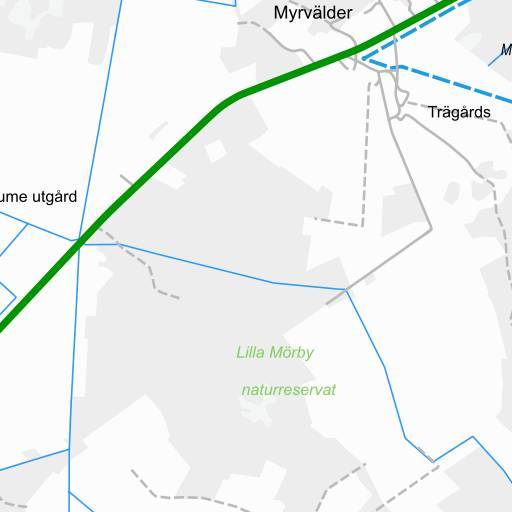 Myrvälder
M
Trägårds
ume utgård
Lilla Mörby
naturreservat